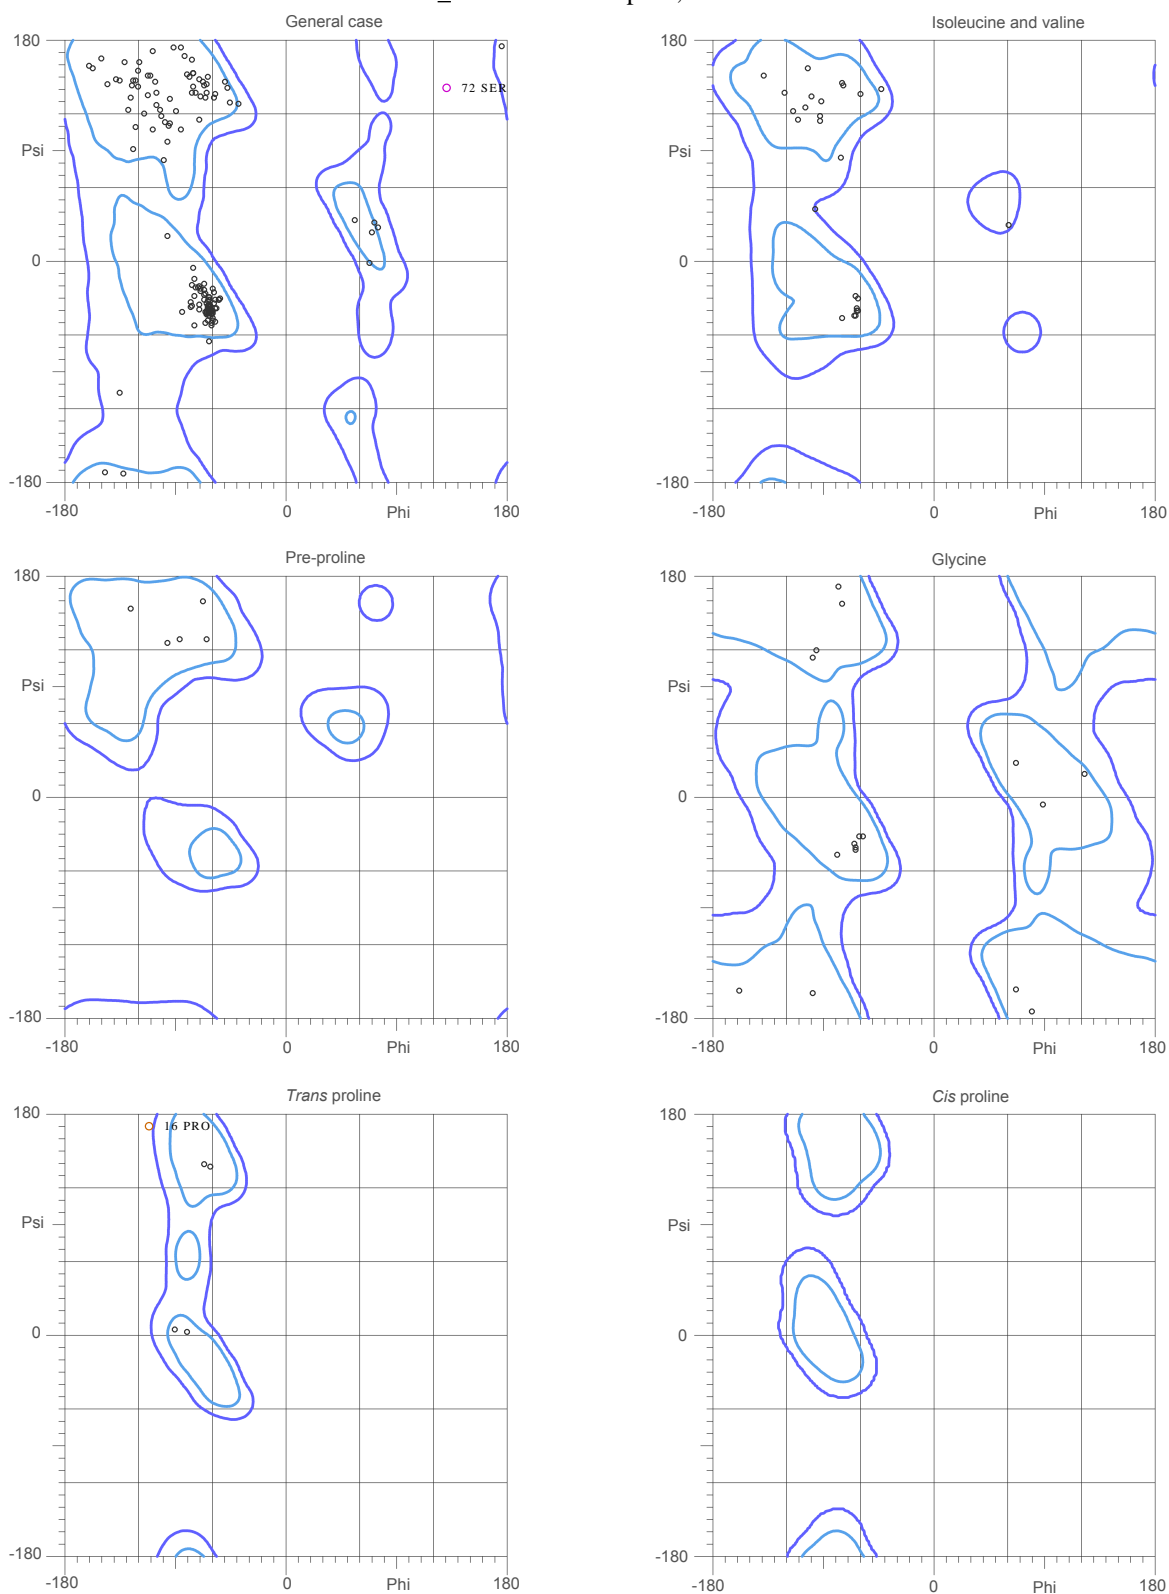 General case
Isoleucine and valine
180
72 SER
Psi
0
-180
-180
0
Phi
180
180
Psi
0
-180
-180
0
Phi
180
Pre-proline
Glycine
180
Psi
0
-180
-180
0
Phi
180
180
Psi
0
-180
-180
0
Phi
180
Trans proline
Cis proline
180
16 PRO
Psi
0
-180
-180
0
Phi
180
180
Psi
0
-180
-180
0
Phi
180